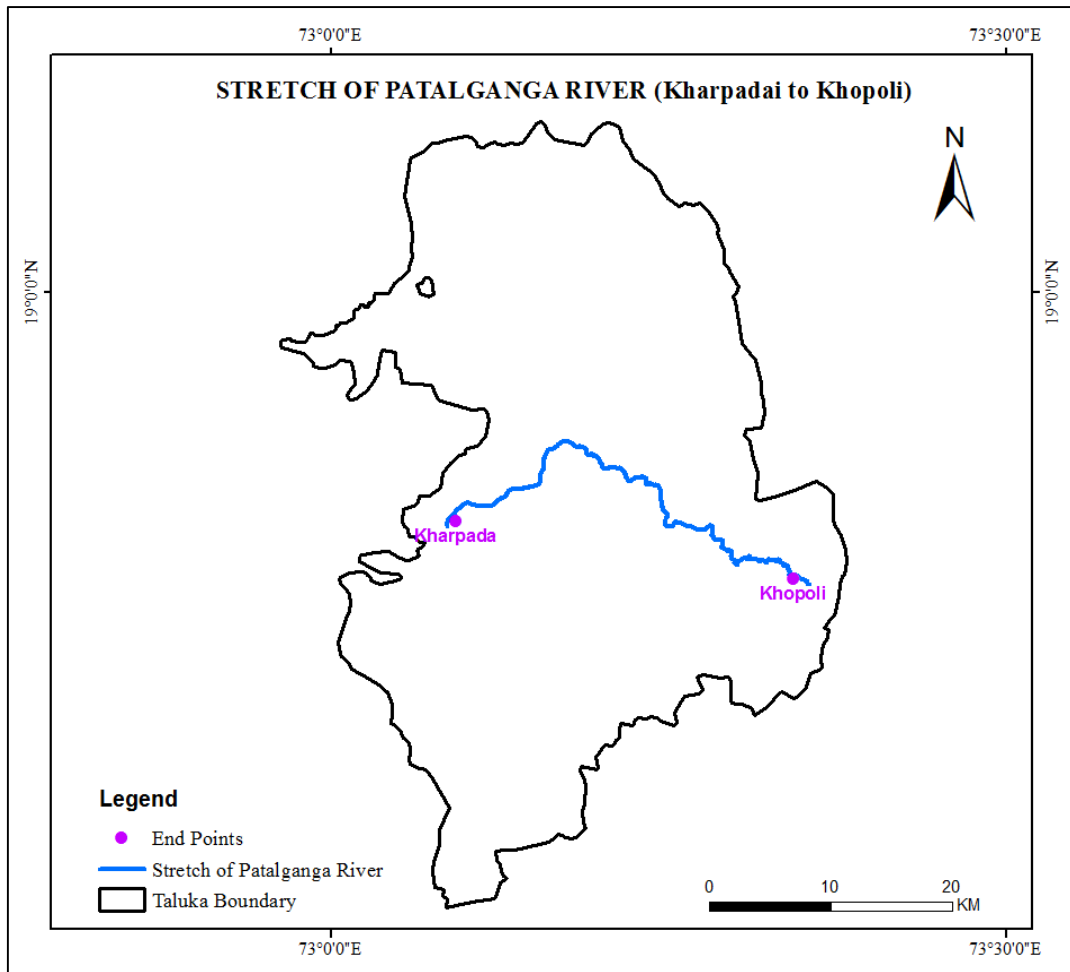 73°0'0"E
73°30'0"E
STRETCH OF PATALGANGA RIVER (Kharpadai to Khopoli)
N
19°0'0"N
19°0'0"N
Kharpada
Khopoli
Legend
End Points
Stretch of Patalganga River
Taluka Boundary
0 10 20
KM
73°0'0"E
73°30'0"E